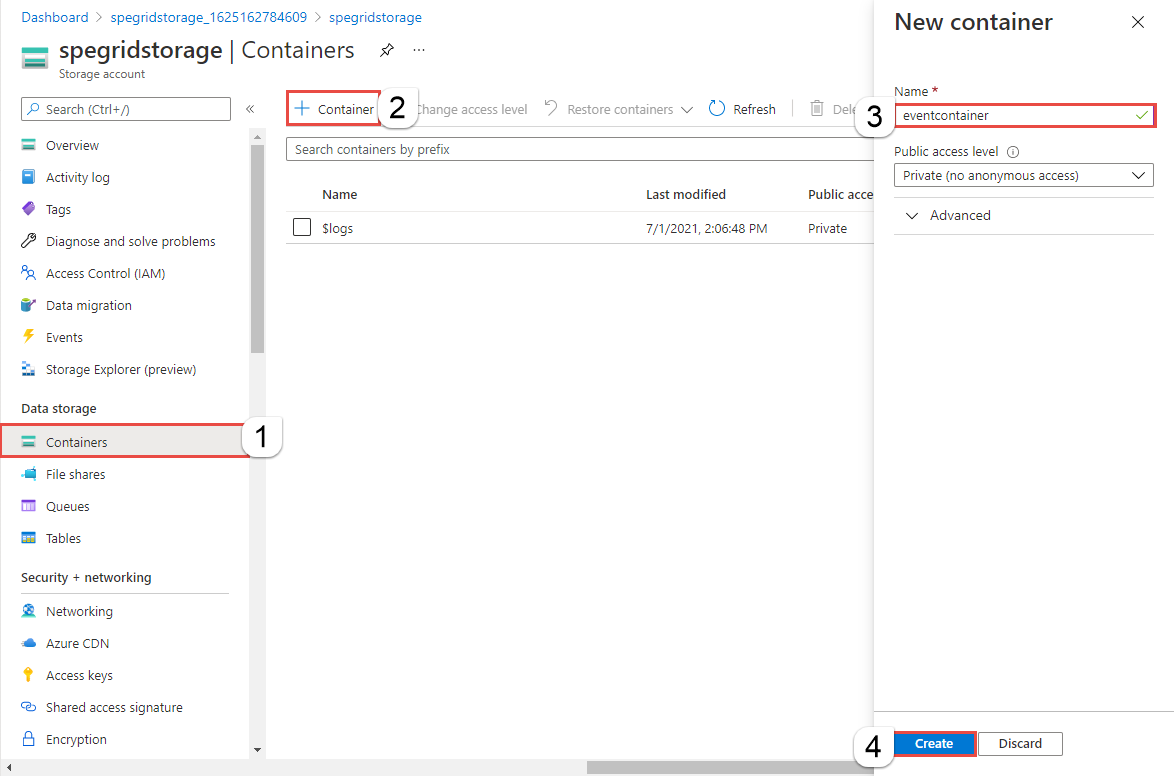 Dashboard > spegridstorage_1625162784609 > spegridstorage
spegridstorage | Containers
Storage account
Search (Ctrl+/)
Overview
Activity log
Tags
Diagnose and solve problems
Access Control (IAM)
Data migration
Events
Storage Explorer (preview)
Data storage
Containers
1
File shares
Queues
Tables
Security + networking
Networking
Azure CDN
Access keys
Shared access signature
Encryption
+ Container 2 Change access level Restore containers Refresh Dele
Search containers by prefix
Name Last modified Public acce
$logs 7/1/2021, 2:06:48 PM Private
New container
Name *
3 eventcontainer
Public access level
Private (no anonymous access)
Advanced
4 Create Discard